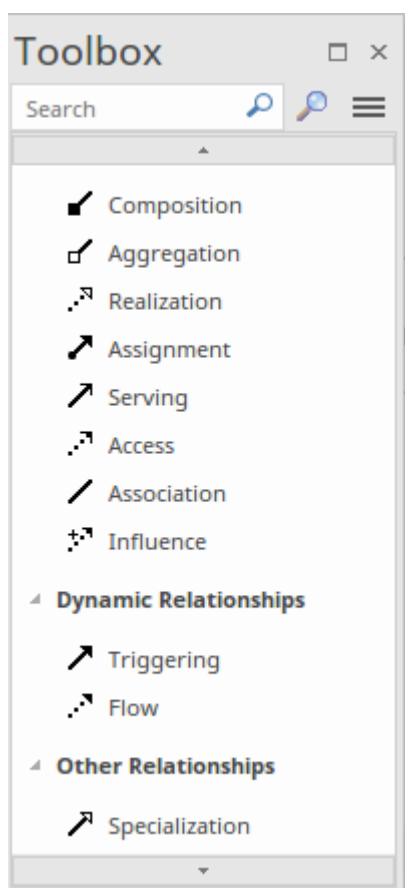 Toolbox
Search
Composition
Aggregation
Realization
Assignment
Serving
Access
Association
Influence
Dynamic Relationships
Triggering
Flow
Other Relationships
Specialization